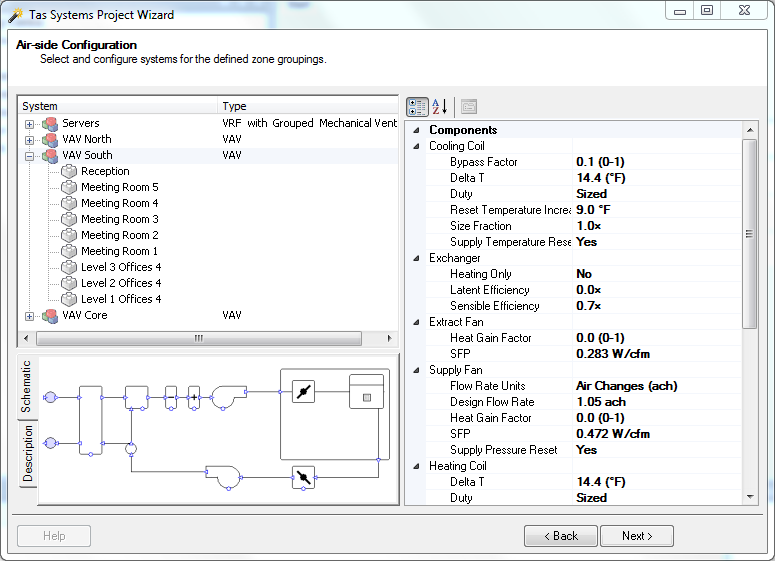 Tas Systems Project Wizard
Air-side Configuration
Select and configure systems for the defined zone groupings.
System Type
Servers VRF with Grouped Mechanical Vent
VAV North VAV
VAV South VAV
Reception
Meeting Room 5
Meeting Room 4
Meeting Room 3
Meeting Room 2
Meeting Room 1
Level 3 Offices 4
Level 2 Offices 4
Level 1 Offices 4
VAV Core VAV
Schematic
Description
Components
Cooling Coil
Bypass Factor 0.1 (0-1)
Delta T 14.4 (°F)
Duty Sized
Reset Temperature Increa 9.0 °F
Size Fraction 1.0×
Supply Temperature Rese Yes
Exchanger
Heating Only No
Latent Efficiency 0.0×
Sensible Efficiency 0.7×
Extract Fan
Heat Gain Factor 0.0 (0-1)
SFP 0.283 W/cfm
Supply Fan
Flow Rate Units Air Changes (ach)
Design Flow Rate 1.05 ach
Heat Gain Factor 0.0 (0-1)
SFP 0.472 W/cfm
Supply Pressure Reset Yes
Heating Coil
Delta T 14.4 (°F)
Duty Sized
Help < Back Next >